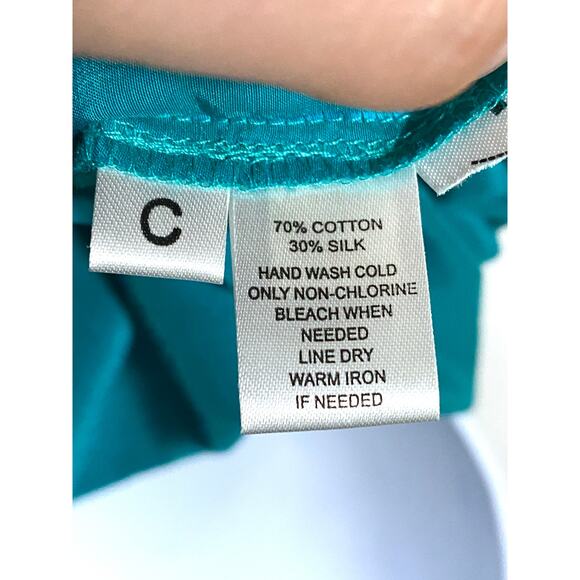 C
70% COTTON
30% SILK
HAND WASH COLD
ONLY NON-CHLORINE
BLEACH WHEN
NEEDED
LINE DRY
WARM IRON
IF NEEDED